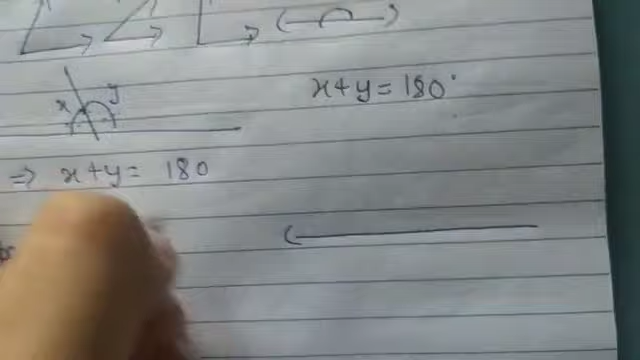 x y
x+y = 180°
⇒ x+y = 180